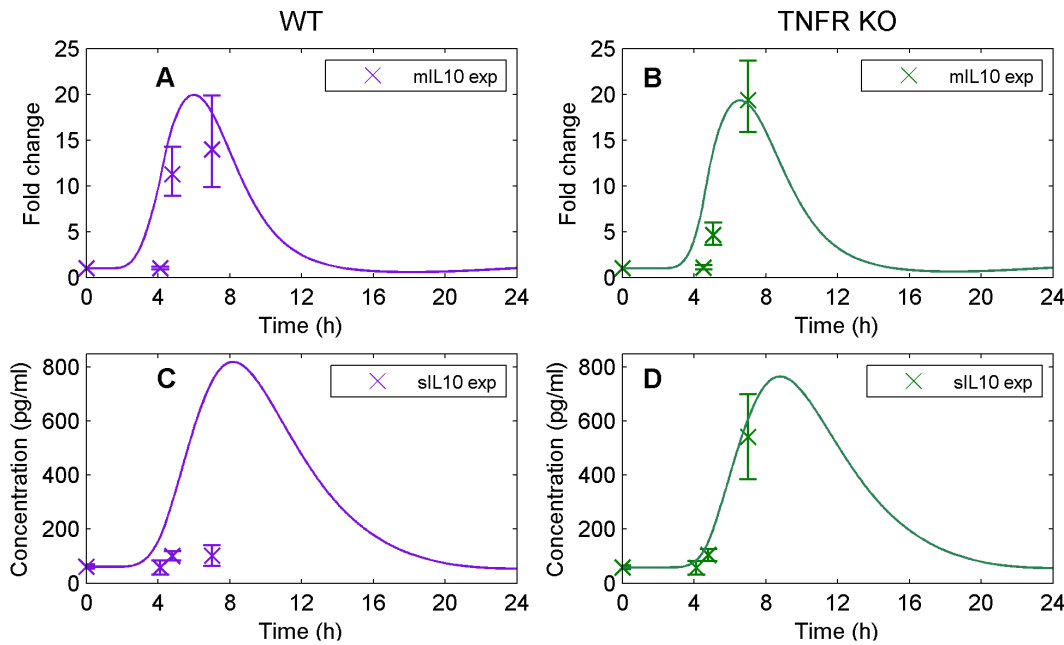 WT
TNFR KO
A
mIL10 exp
Fold change
25
20
15
10
5
0
0 4 8 12 16 20 24
Time (h)
B
mIL10 exp
Fold change
25
20
15
10
5
0
0 4 8 12 16 20 24
Time (h)
C
sIL10 exp
Concentration (pg/ml)
800
600
400
200
0
0 4 8 12 16 20 24
Time (h)
D
sIL10 exp
Concentration (pg/ml)
800
600
400
200
0
0 4 8 12 16 20 24
Time (h)